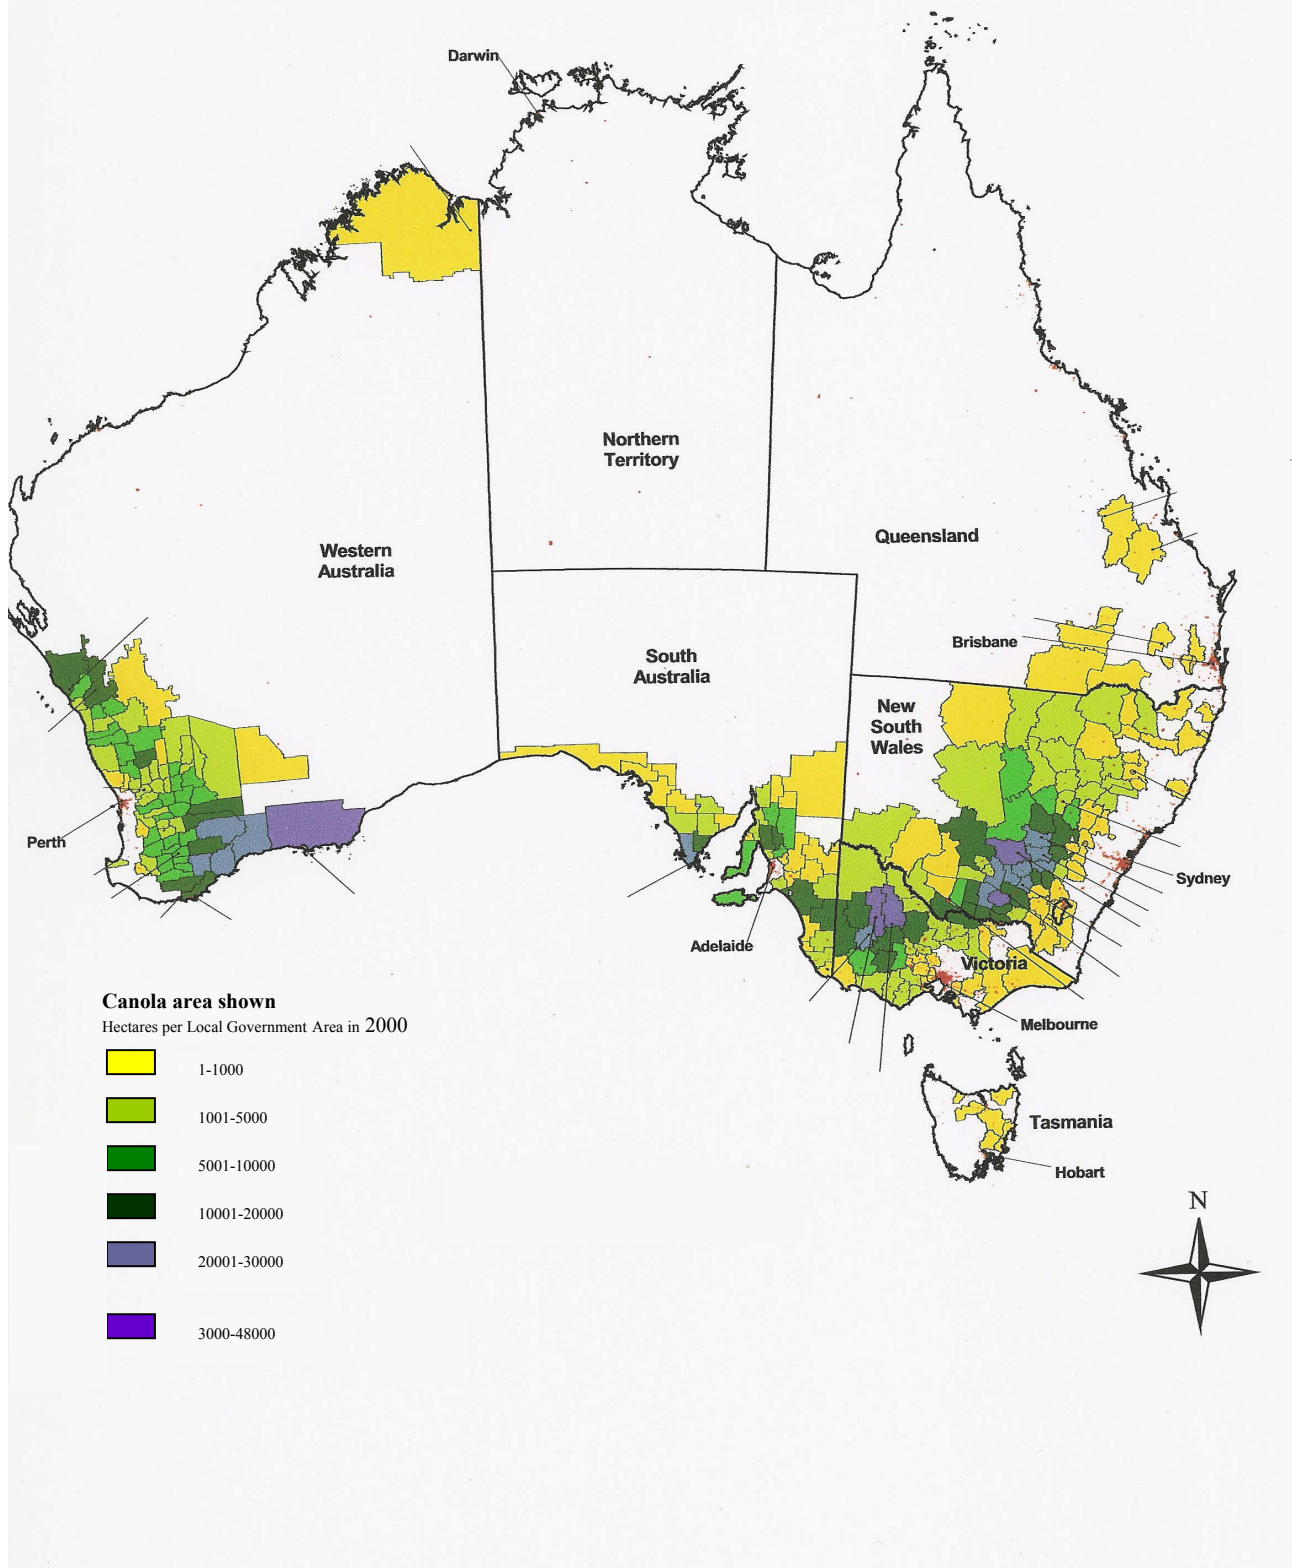 Darwin
Northern
Territory
Queensland
Western
Australia
Brisbane
South
Australia
New
South
Wales
Perth
Sydney
Adelaide
Victoria
Canola area shown
Hectares per Local Government Area in 2000
Melbourne
1-1000
1001-5000
Tasmania
5001-10000
Hobart
10001-20000
N
20001-30000
3000-48000